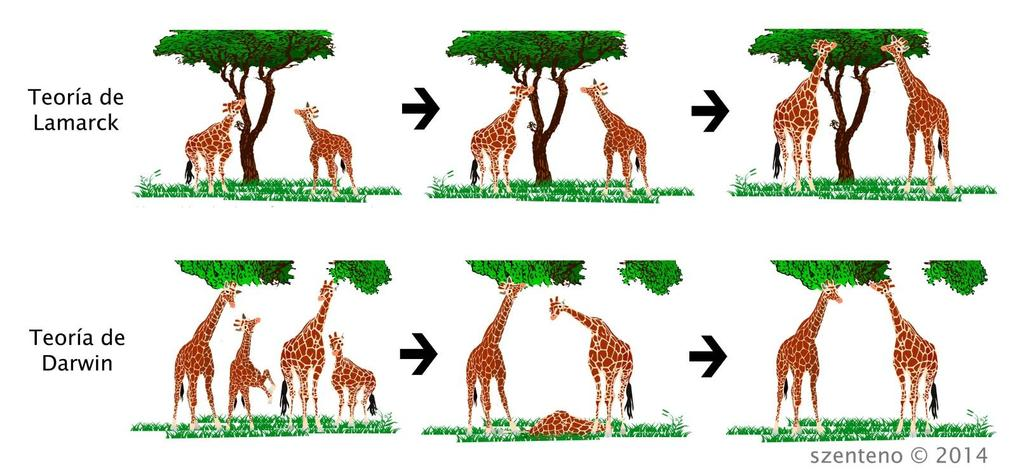 Teoría de
Lamarck
Teoría de
Darwin
szenteno © 2014